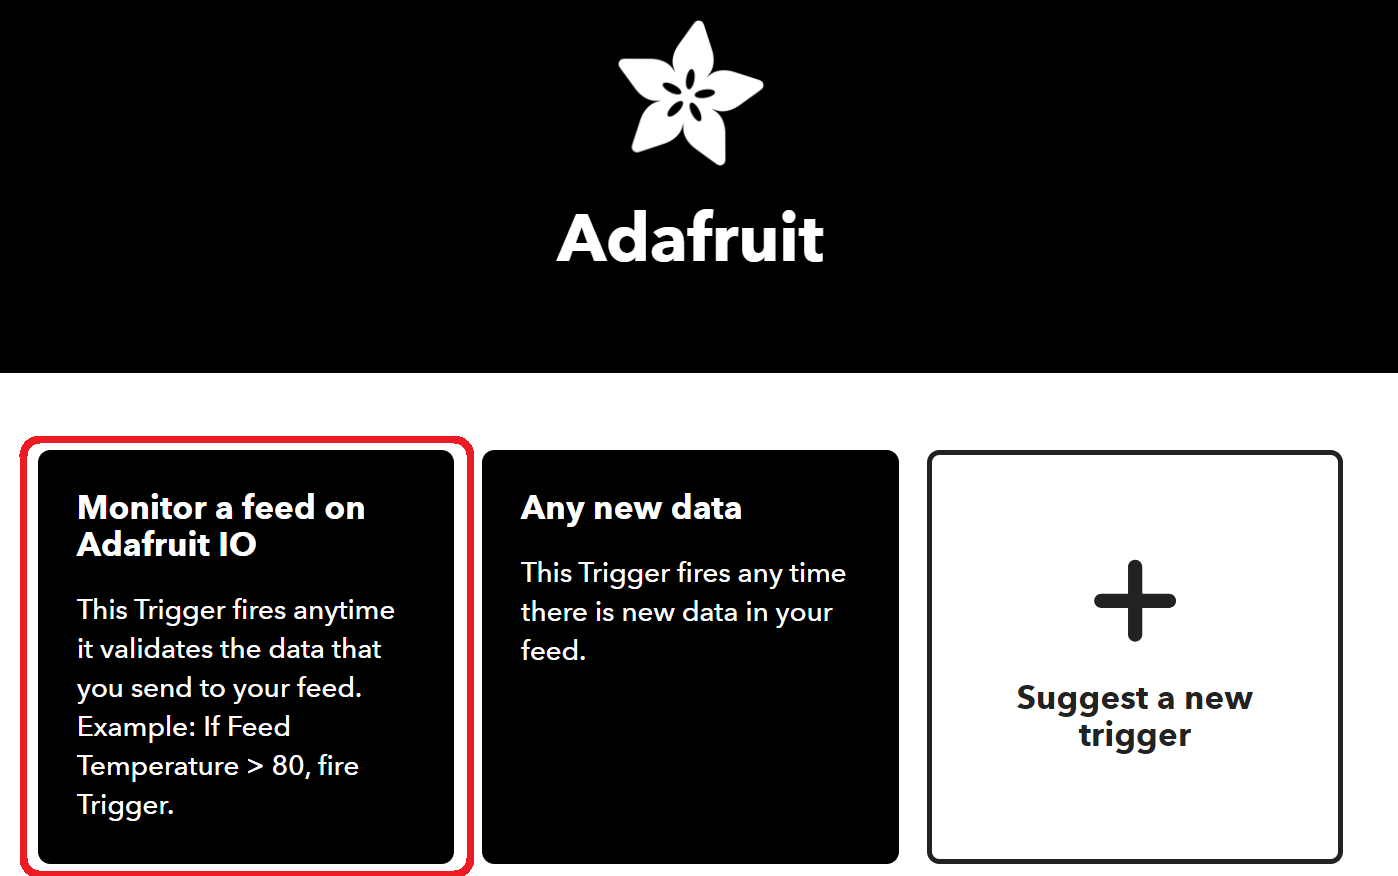 Adafruit
Monitor a feed on
Adafruit IO
This Trigger fires anytime
it validates the data that
you send to your feed.
Example: If Feed
Temperature > 80, fire
Trigger.
Any new data
This Trigger fires any time
there is new data in your
feed.
Suggest a new
trigger